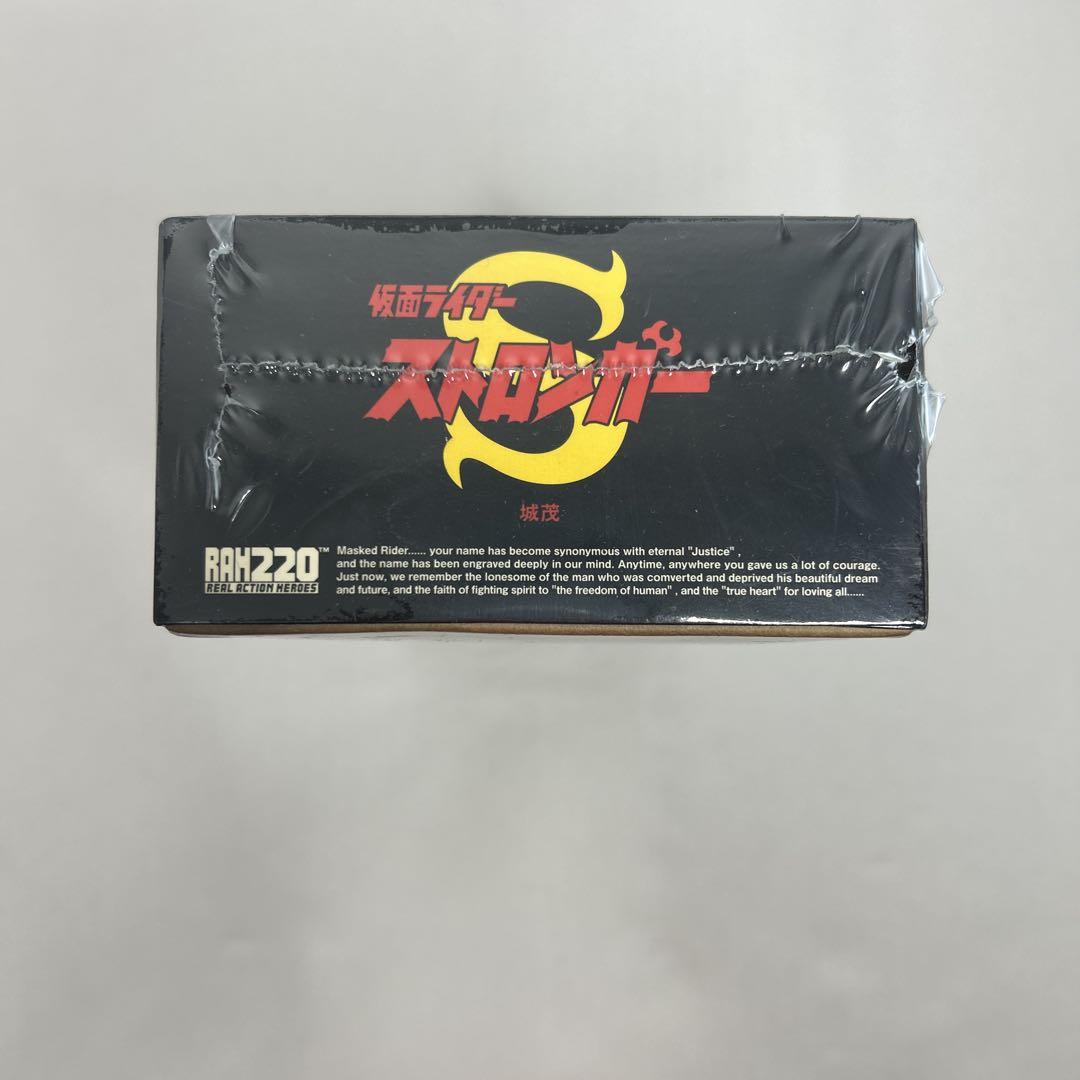 仮面ライダー
ストロンガー
S
城茂
RAH220™
REAL ACTION HEROES
Masked Rider...... your name has become synonymous with eternal "Justice" ,
and the name has been engraved deeply in our mind. Anytime, anywhere you gave us a lot of courage.
Just now, we remember the lonesome of the man who was comverted and deprived his beautiful dream
and future, and the faith of fighting spirit to "the freedom of human" , and the "true heart" for loving all......